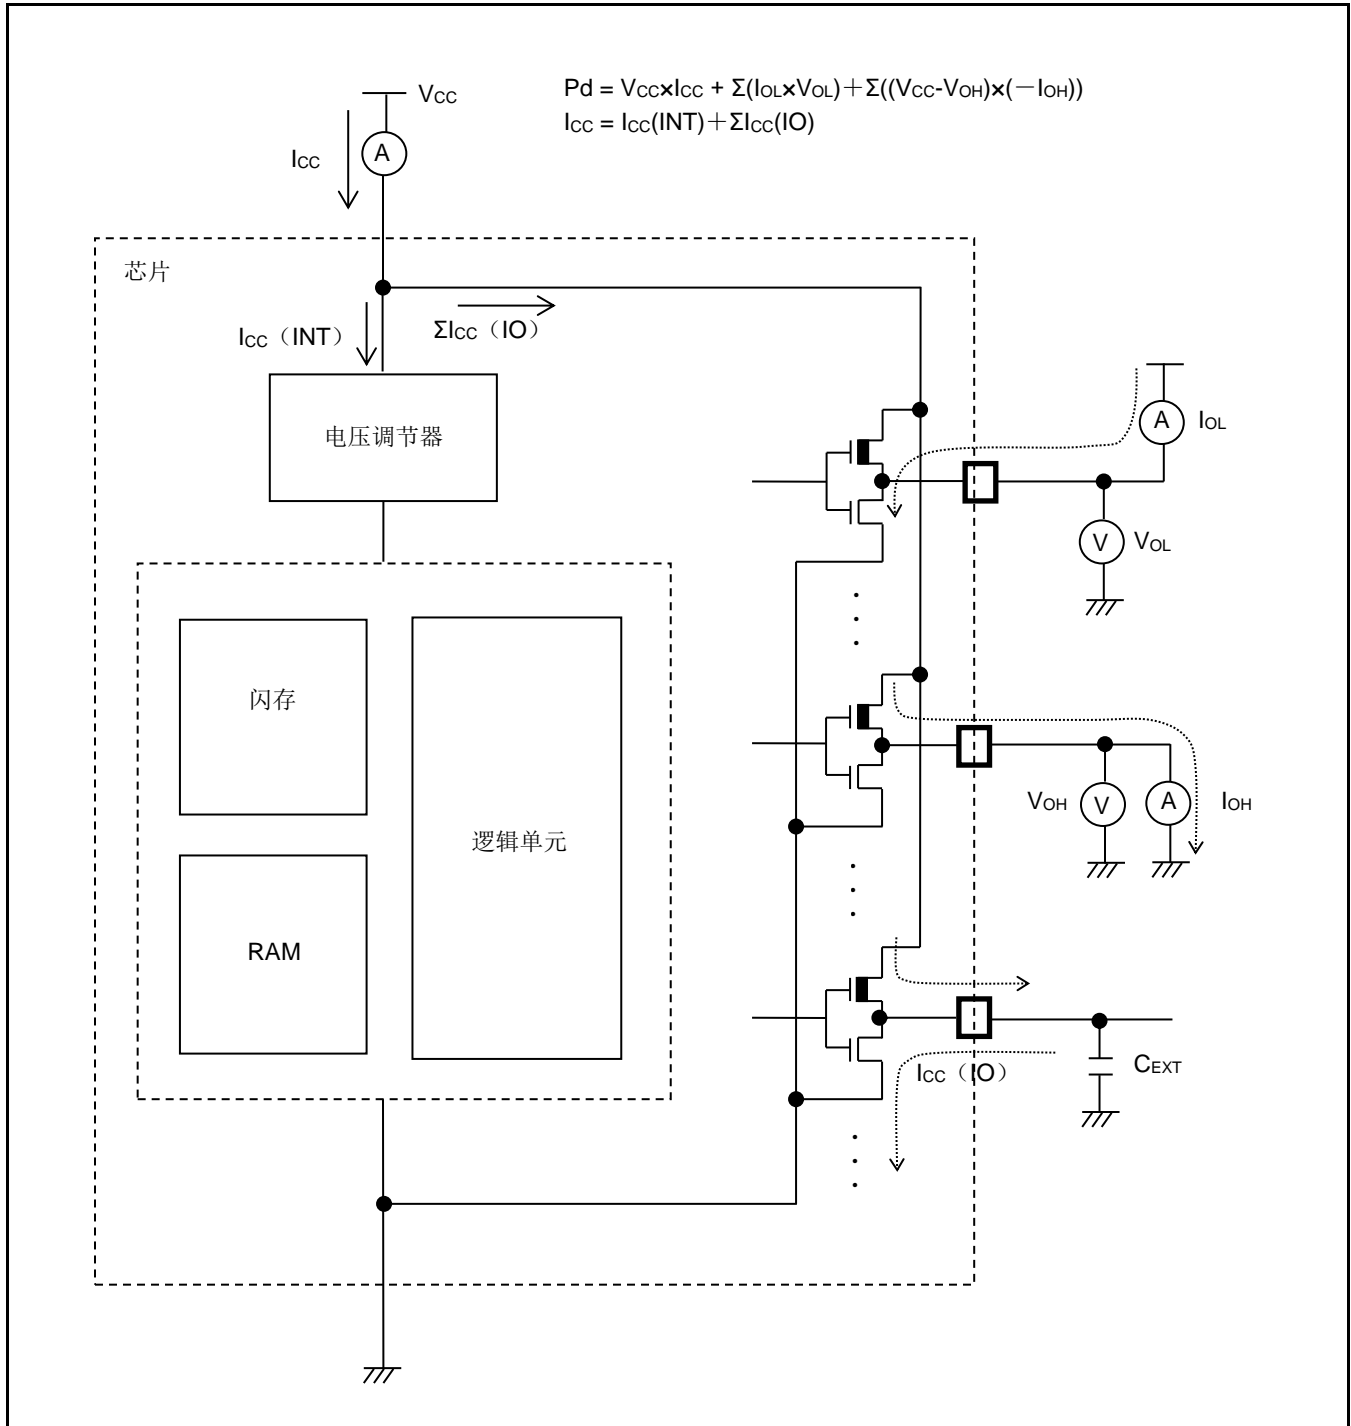 Pd = VCC×ICC + Σ(IOL×VOL)＋Σ((VCC-VOH)×(－IOH))
ICC = ICC(INT)＋ΣICC(IO)
VCC
A
ICC
芯片
ICC（INT）
ΣICC（IO）
电压调节器
A
IOL
V
VOL
闪存
逻辑单元
RAM
VOH
V
A
IOH
ICC（IO）
CEXT